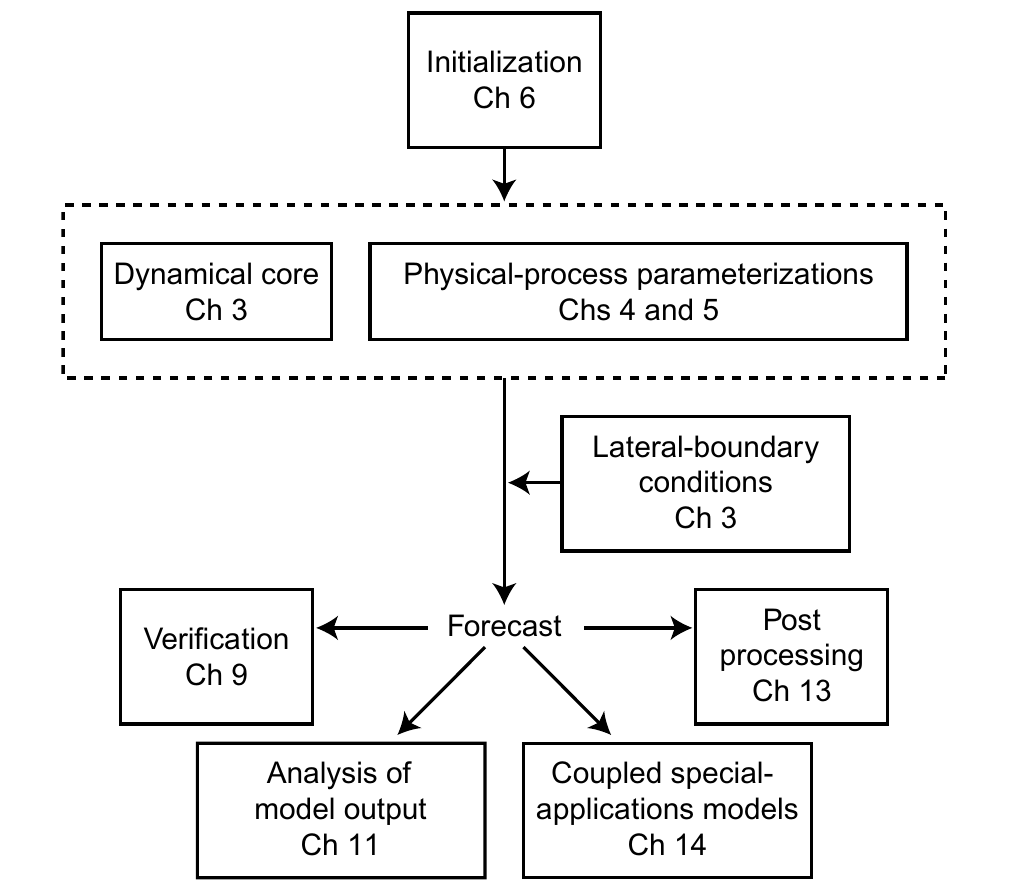 Initialization
Ch 6
Dynamical core
Ch 3
Physical-process parameterizations
Chs 4 and 5
Lateral-boundary
conditions
Ch 3
Forecast
Verification
Ch 9
Post
processing
Ch 13
Analysis of
model output
Ch 11
Coupled special-
applications models
Ch 14